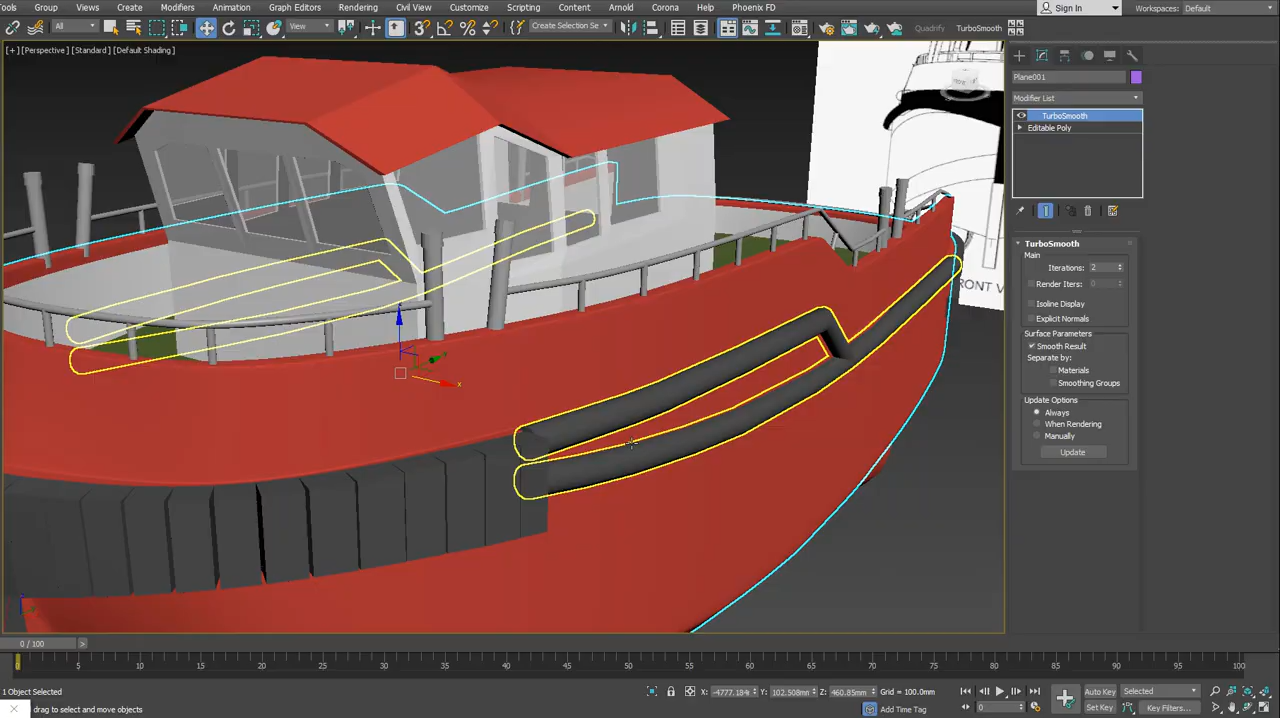 Tools Group Views Create Modifiers Animation Graph Editors Rendering Civil View Customize Scripting Content Arnold Corona Help Phoenix FD Sign In Workspaces: Default
All View Create Selection Se Quadrify TurboSmooth
[+] [Perspective] [Standard] [Default Shading]
Plane001
Modifier List
TurboSmooth
Editable Poly
TurboSmooth
Main
Iterations: 2
Render Iters: 0
Isoline Display
Explicit Normals
Surface Parameters
Smooth Result
Separate by:
Materials
Smoothing Groups
Update Options
Always
When Rendering
Manually
Update
RONT V
z
y
x
0 / 100
0 5 10 15 20 25 30 35 40 45 50 55 60 65 70 75 80 85 90 95 100
1 Object Selected X: -4777.184 Y: 102.508mm Z: 460.85mm Grid = 100.0mm Auto Key Selected
drag to select and move objects Add Time Tag 0 Set Key Key Filters...